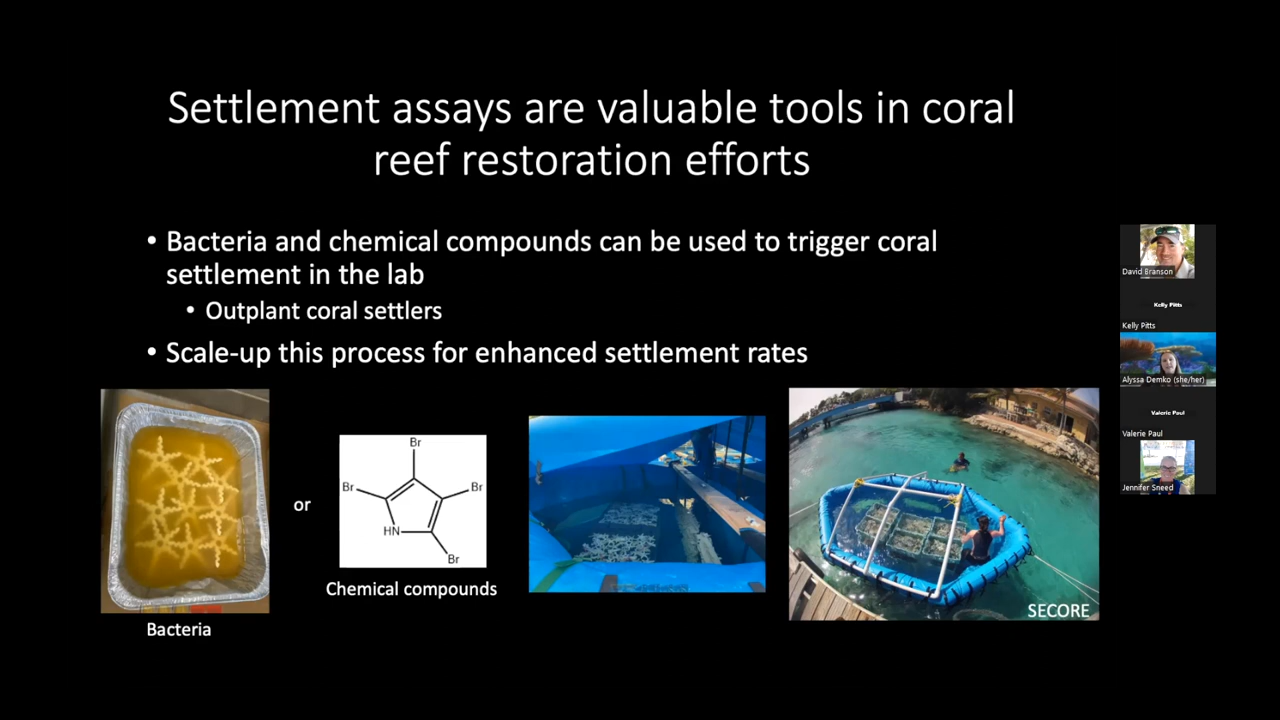 Settlement assays are valuable tools in coral
reef restoration efforts
• Bacteria and chemical compounds can be used to trigger coral
settlement in the lab
• Outplant coral settlers
• Scale-up this process for enhanced settlement rates
Bacteria
or
Br
Br
Br
HN
Br
Chemical compounds
SECORE
David Branson
Kelly Pitts
Kelly Pitts
Alyssa Demko (she/her)
Valerie Paul
Valerie Paul
Jennifer Sneed